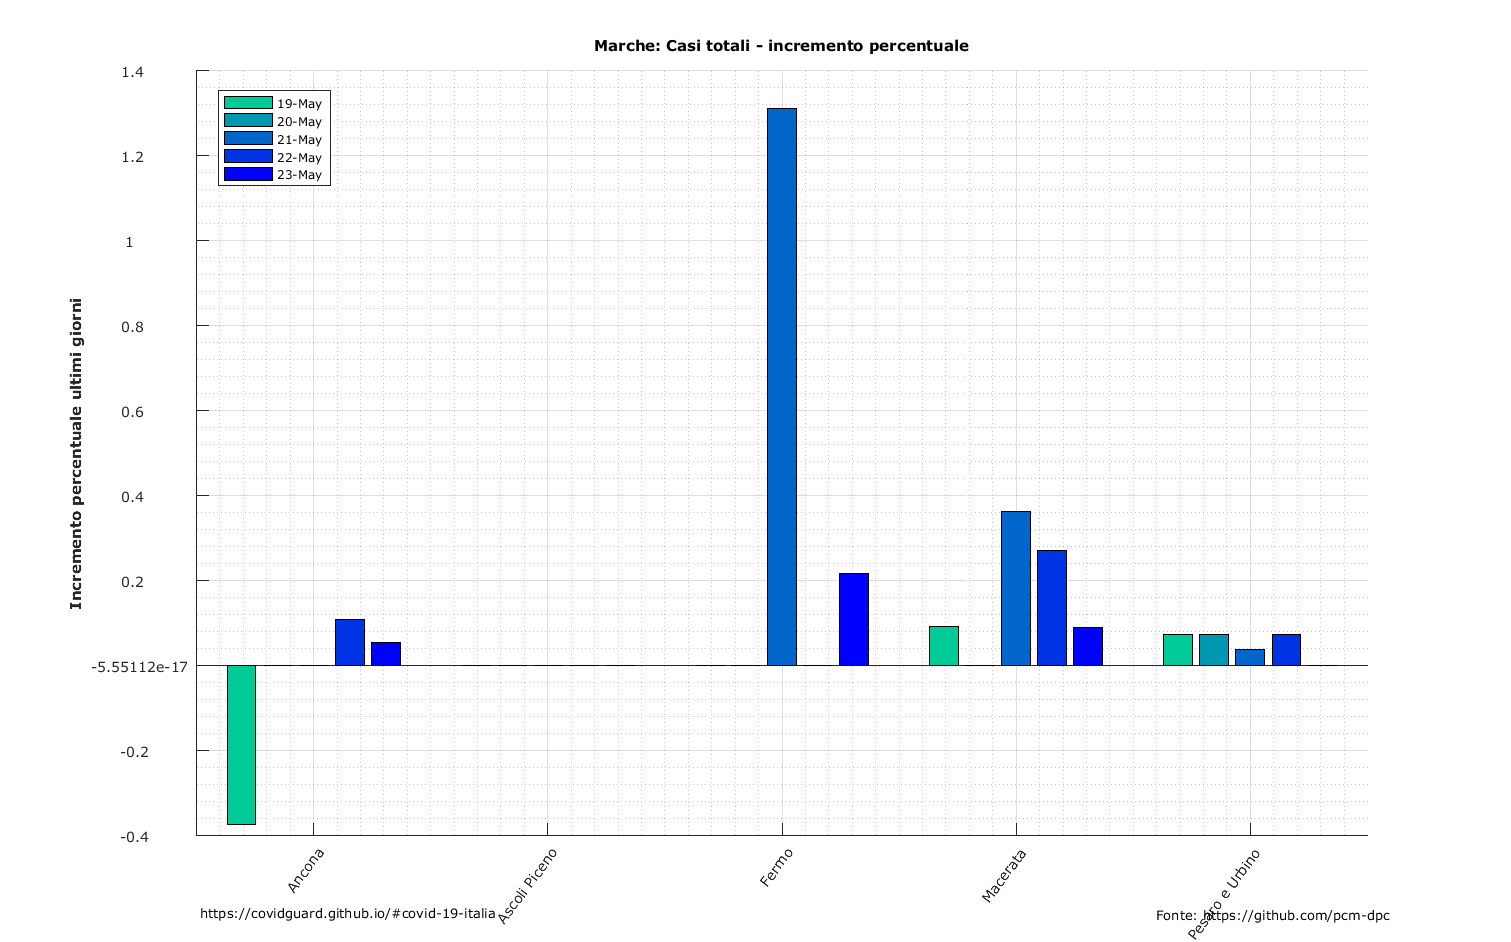 Marche: Casi totali - incremento percentuale
1.4
1.2
1
0.8
0.6
0.4
0.2
-5.55112e-17
-0.2
-0.4
Incremento percentuale ultimi giorni
19-May
20-May
21-May
22-May
23-May
Ancona
Ascoli Piceno
Fermo
Macerata
Pesaro e Urbino
https://covidguard.github.io/#covid-19-italia
Fonte: https://github.com/pcm-dpc